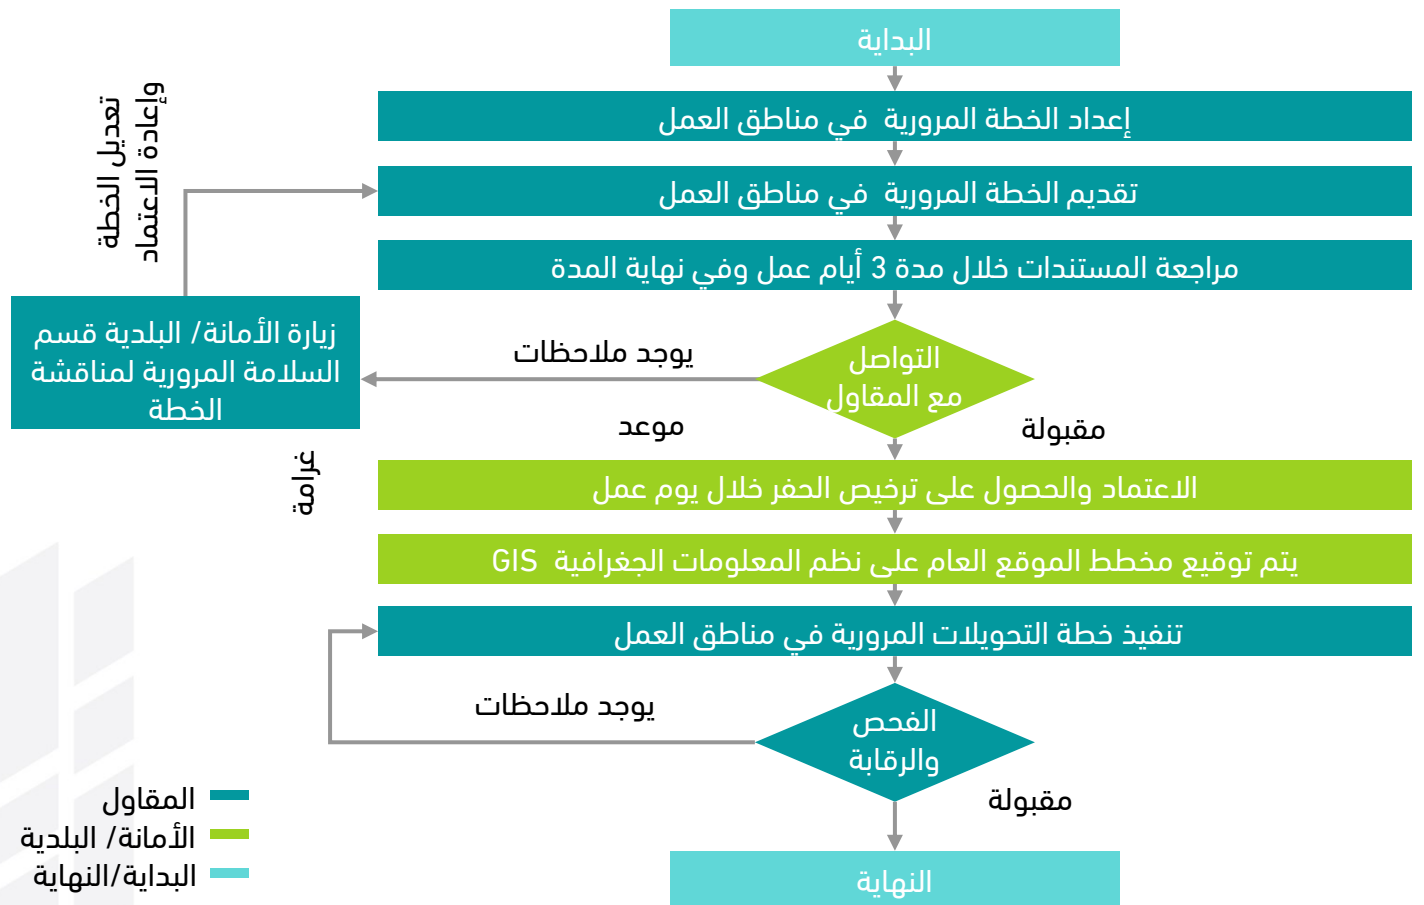 البداية
إعداد الخطة المرورية في مناطق العمل
تعديل الخطة
وإعادة الاعتماد
تقديم الخطة المرورية في مناطق العمل
مراجعة المستندات خلال مدة 3 أيام عمل وفي نهاية المدة
التواصل
مع المقاول
يوجد ملاحظات
زيارة الأمانة/ البلدية قسم
السلامة المرورية لمناقشة
الخطة
موعد
مقبولة
غرامة
الاعتماد والحصول على ترخيص الحفر خلال يوم عمل
يتم توقيع مخطط الموقع العام على نظم المعلومات الجغرافية GIS
تنفيذ خطة التحويلات المرورية في مناطق العمل
يوجد ملاحظات
الفحص
والرقابة
مقبولة
النهاية
المقاول
الأمانة/ البلدية
البداية/النهاية